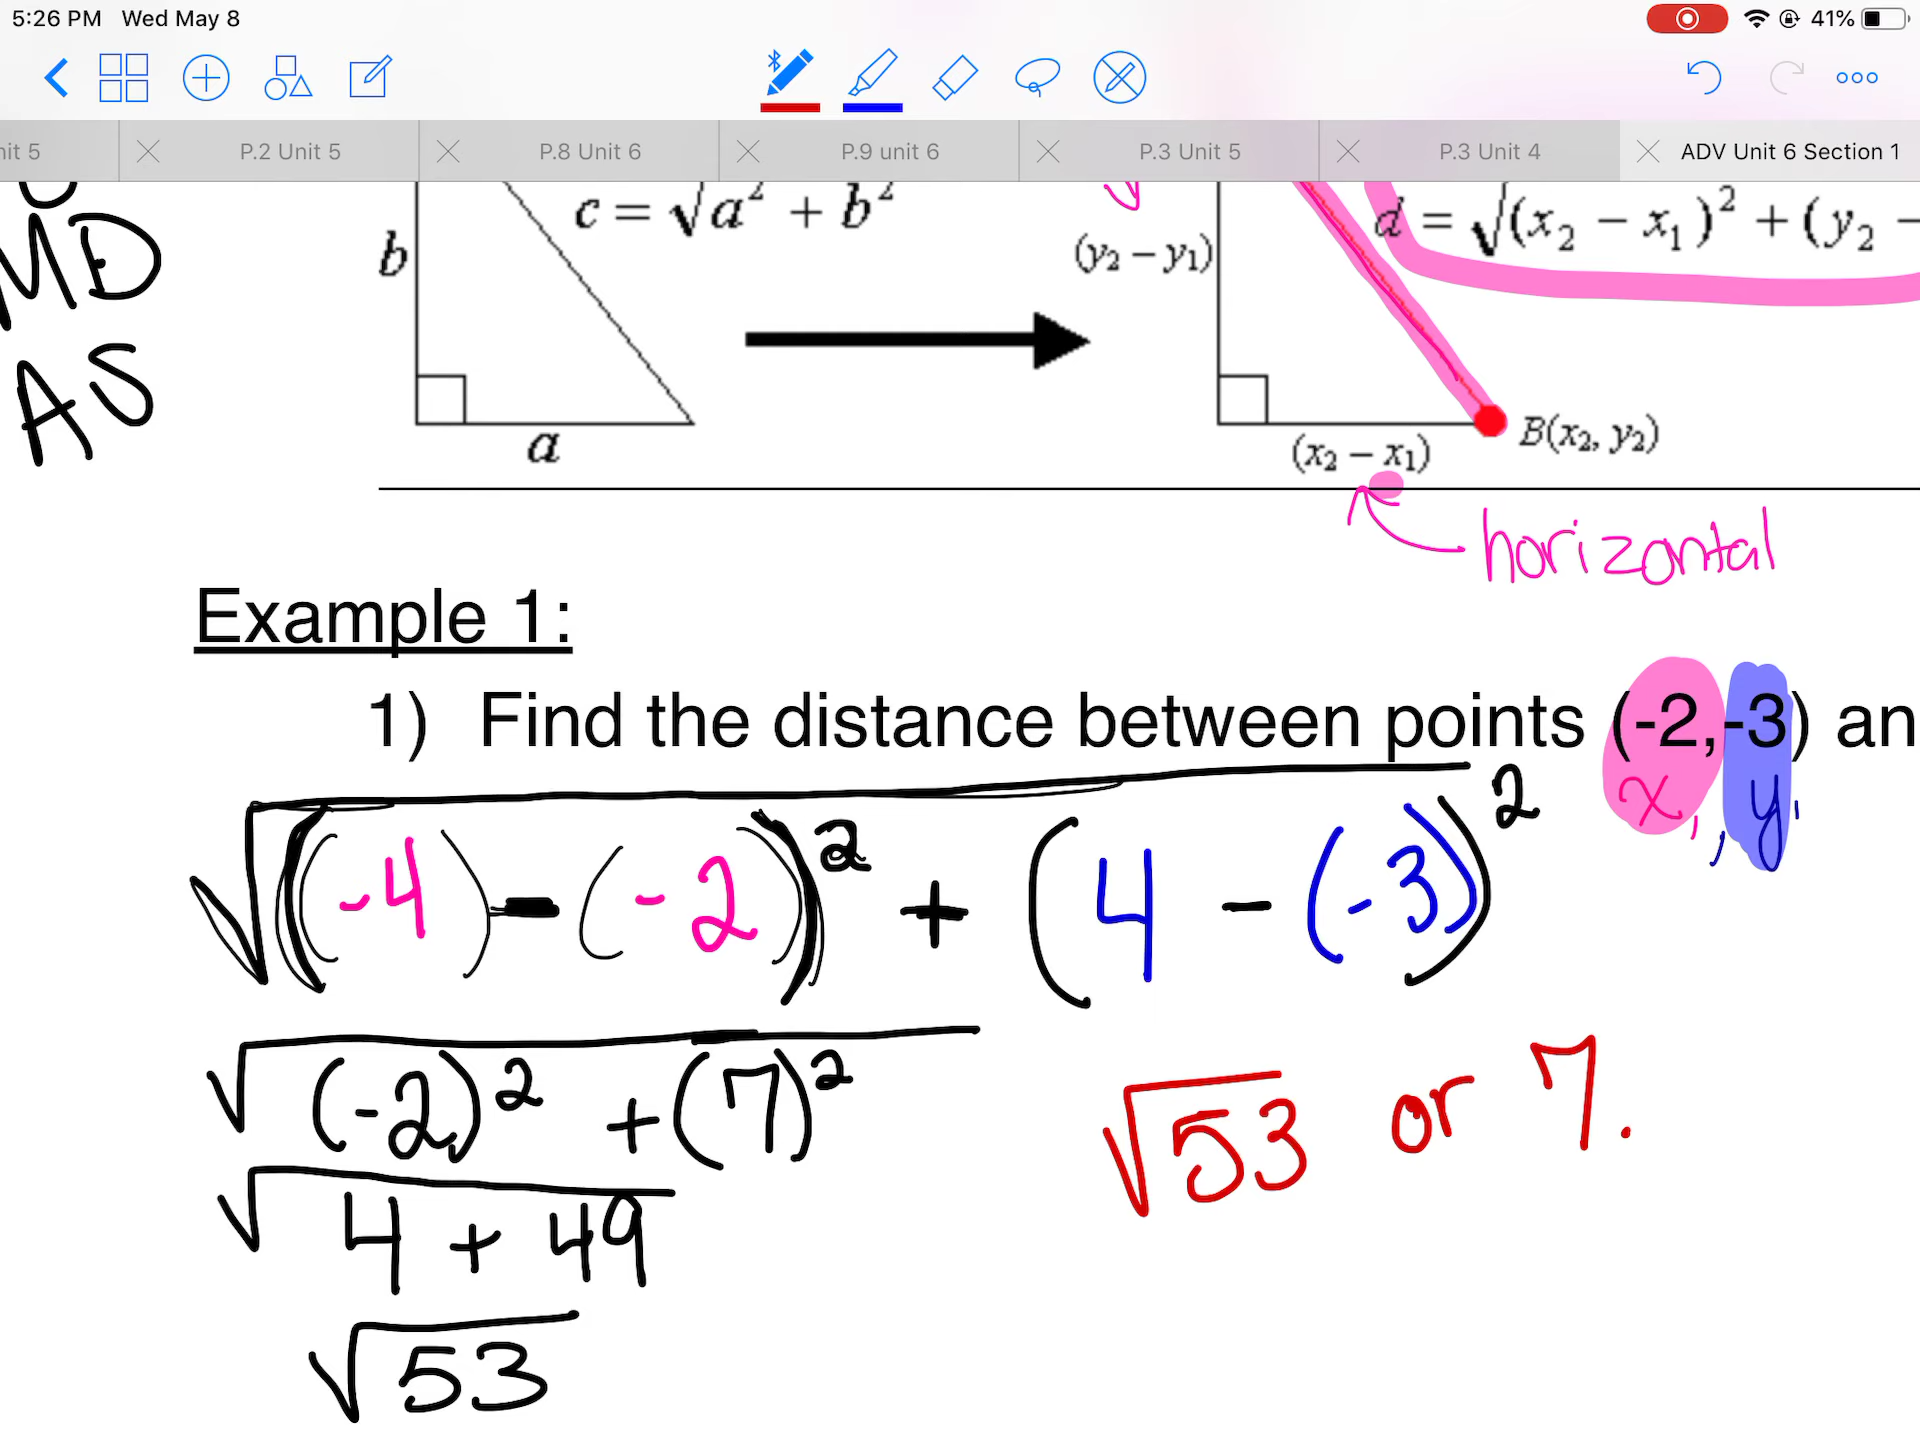 5:26 PM Wed May 8 41%
nit 5 P.2 Unit 5 P.8 Unit 6 P.9 unit 6 P.3 Unit 5 P.3 Unit 4 ADV Unit 6 Section 1
MD
AS
c = √a² + b²
b
a
(y₂ − y₁)
d = √(x₂ − x₁)² + (y₂ −
B(x₂, y₂)
(x₂ − x₁)
horizontal
Example 1:
1) Find the distance between points (-2,-3) an
x₁, y₁
√((-4) - (-2))² + (4 - (-3))²
√(-2)² + (7)²
√53 or 7.
√4 + 49
√53